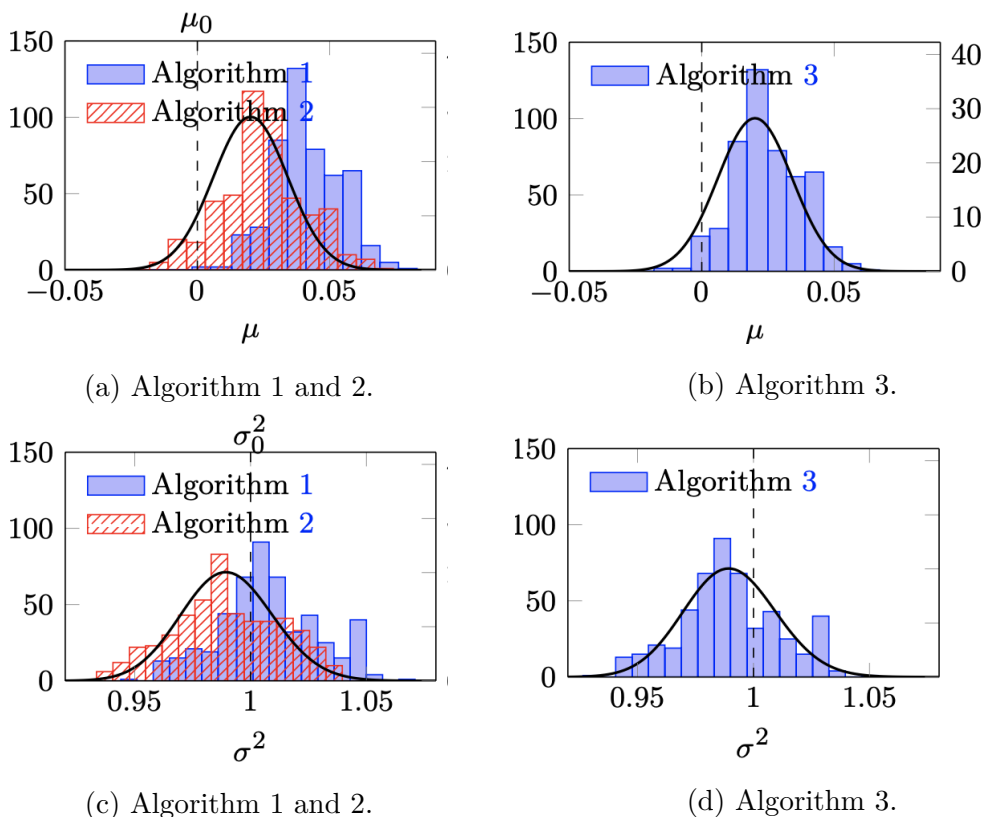 μ₀
150
100
50
0
−0.05
0
0.05
Algorithm 1
Algorithm 2
μ
(a) Algorithm 1 and 2.
150
100
50
0
−0.05
0
0.05
40
30
20
10
0
Algorithm 3
μ
(b) Algorithm 3.
σ₀²
150
100
50
0
0.95
1
1.05
Algorithm 1
Algorithm 2
σ²
(c) Algorithm 1 and 2.
150
100
50
0
0.95
1
1.05
Algorithm 3
σ²
(d) Algorithm 3.